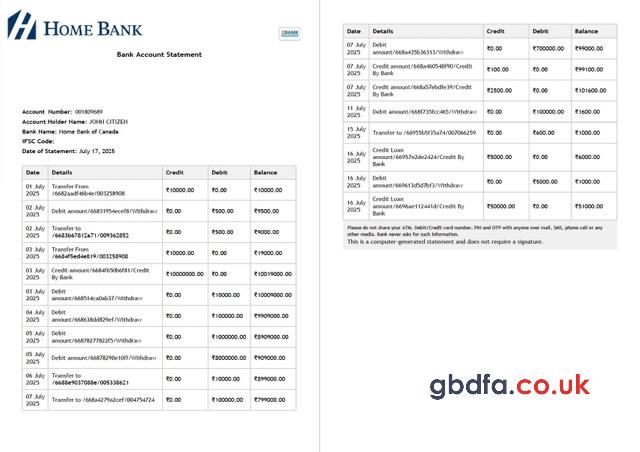 HOME BANK
Bank Account Statement
Account Number: 001809689
Account Holder Name: JOHN CITIZEN
Bank Name: Home Bank of Canada
IFSC Code:
Date of Statement: July 17, 2025
Date Details Credit Debit Balance
01 July Transfer From ₹10000.00 ₹0.00 ₹10000.00
2025 /6682aadf46b4e/003258908
02 July Debit amount/66831954ecef8/Withdrawr ₹0.00 ₹500.00 ₹9500.00
2025
02 July Transfer to ₹0.00 ₹500.00 ₹9000.00
2025 /6683b67812a71/009362852
03 July Transfer From ₹10000.00 ₹0.00 ₹19000.00
2025 /6684f5ed4e819/003258908
03 July Credit amount/6684f650b6f81/Credit ₹10000000.00 ₹0.00 ₹10019000.00
2025 By Bank
03 July Debit ₹0.00 ₹10000.00 ₹10009000.00
2025 amount/668514ca0ab37/Withdrawr
04 July Debit ₹0.00 ₹100000.00 ₹9909000.00
2025 amount/668638dd829ef/Withdrawr
05 July Debit ₹0.00 ₹1000000.00 ₹8909000.00
2025 amount/66878277822f5/Withdrawr
05 July Debit amount/66878290e10ff/Withdrawr ₹0.00 ₹8000000.00 ₹909000.00
2025
06 July Transfer to ₹0.00 ₹10000.00 ₹899000.00
2025 /6688e9037088e/005338621
07 July Transfer to /668a4279a2cef/004754724 ₹0.00 ₹100000.00 ₹799000.00
2025
Date Details Credit Debit Balance
07 July Debit ₹0.00 ₹700000.00 ₹99000.00
2025 amount/668a435b36313/Withdrawr
07 July Credit amount/668a460548f90/Credit ₹100.00 ₹0.00 ₹99100.00
2025 By Bank
07 July Credit amount/668a57ebdfe39/Credit ₹2500.00 ₹0.00 ₹101600.00
2025 By Bank
11 July Debit amount/668f735fcc465/Withdrawr ₹0.00 ₹100000.00 ₹1600.00
2025
15 July Transfer to /66955b5f35a74/007066259 ₹0.00 ₹600.00 ₹1000.00
2025
16 July Credit Loan ₹5000.00 ₹0.00 ₹6000.00
2025 amount/66957e2de2424/Credit By
Bank
16 July Debit ₹0.00 ₹5000.00 ₹1000.00
2025 amount/669613d5d7bf3/Withdrawr
16 July Credit Loan ₹50000.00 ₹0.00 ₹51000.00
2025 amount/6696ae112441d/Credit By
Bank
Please do not share your ATM, Debit/Credit card number, PIN and OTP with anyone over mail, SMS, phone-call or any
other media. Bank never asks for such information.
This is a computer-generated statement and does not require a signature.
gbdfa.co.uk